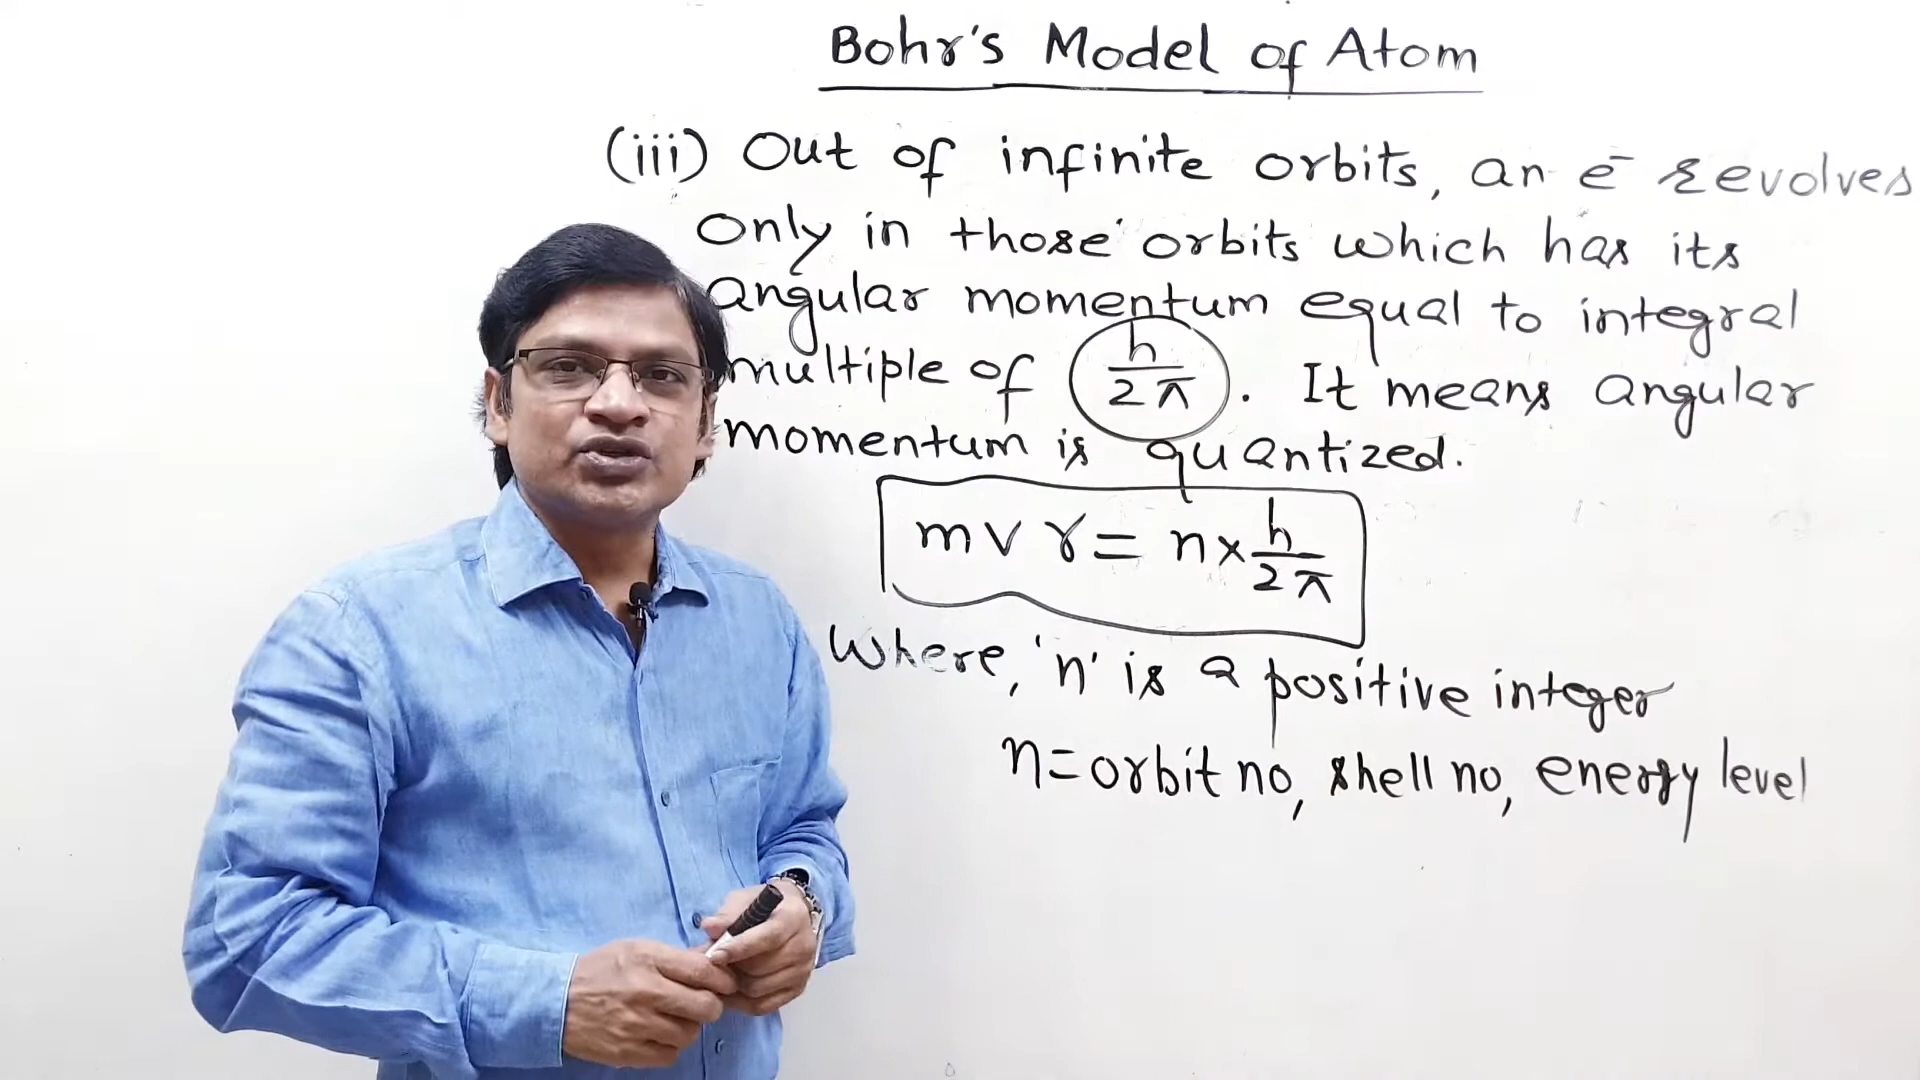 Bohr's Model of Atom
(iii) Out of infinite orbits, an e⁻ revolves
only in those orbits which has its
angular momentum equal to integral
multiple of h/2π. It means angular
momentum is quantized.
mvr = n × h/2π
Where, 'n' is a positive integer
n = orbit no, shell no, energy level